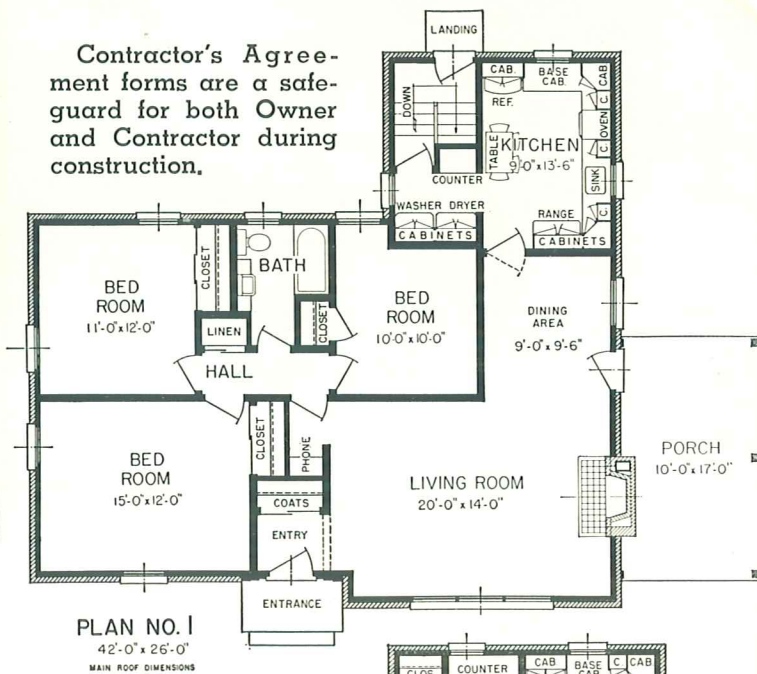 Contractor's Agree-
ment forms are a safe-
guard for both Owner
and Contractor during
construction.
LANDING
DOWN
CAB.
REF.
BASE
CAB.
CAB
C.
OVEN
C.
TABLE
KITCHEN
9'-0" x 13'-6"
SINK
COUNTER
WASHER DRYER
CABINETS
RANGE
C.
CABINETS
BED
ROOM
11'-0" x 12'-0"
CLOSET
LINEN
BATH
CLOSET
BED
ROOM
10'-0" x 10'-0"
DINING
AREA
9'-0" x 9'-6"
HALL
BED
ROOM
15'-0" x 12'-0"
CLOSET
PHONE
COATS
ENTRY
LIVING ROOM
20'-0" x 14'-0"
PORCH
10'-0" x 17'-0"
ENTRANCE
PLAN NO. 1
42'-0" x 26'-0"
MAIN ROOF DIMENSIONS
CLOS.
COUNTER
CAB.
BASE
CAB.
C.
CAB